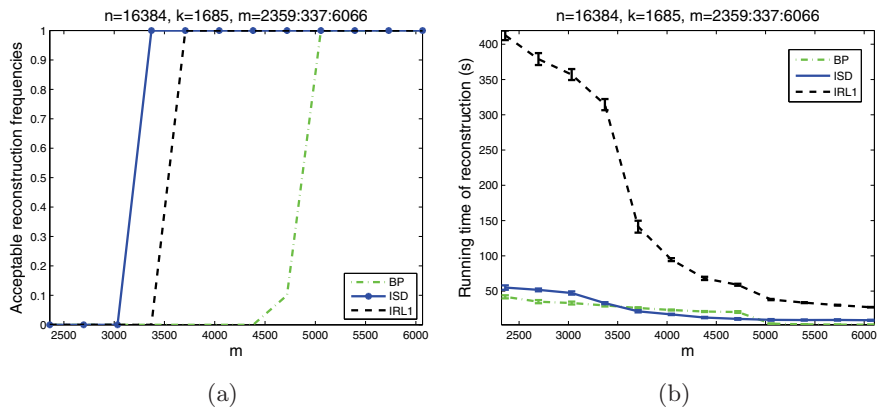 n=16384, k=1685, m=2359:337:6066
Acceptable reconstruction frequencies
1
0.9
0.8
0.7
0.6
0.5
0.4
0.3
0.2
0.1
0
2500 3000 3500 4000 4500 5000 5500 6000
m
BP
ISD
IRL1
(a)
n=16384, k=1685, m=2359:337:6066
Running time of reconstruction (s)
400
350
300
250
200
150
100
50
2500 3000 3500 4000 4500 5000 5500 6000
m
BP
ISD
IRL1
(b)